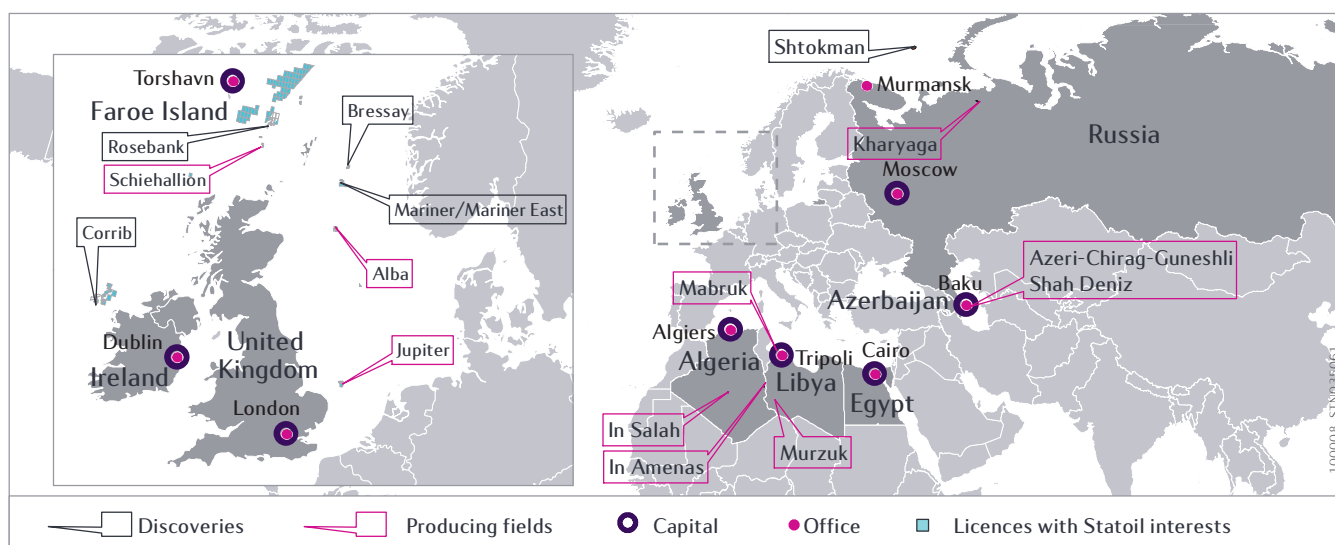 Torshavn
Faroe Island
Rosebank
Schiehallion
Bressay
Mariner/Mariner East
Corrib
Alba
Dublin
Ireland
United
Kingdom
Jupiter
London
Shtokman
Murmansk
Kharyaga
Russia
Moscow
Azeri-Chirag-Guneshli
Shah Deniz
Baku
Azerbaijan
Mabruk
Algiers
Algeria
Tripoli
Libya
Cairo
Egypt
In Salah
In Amenas
Murzuk
Discoveries
Producing fields
Capital
Office
Licences with Statoil interests